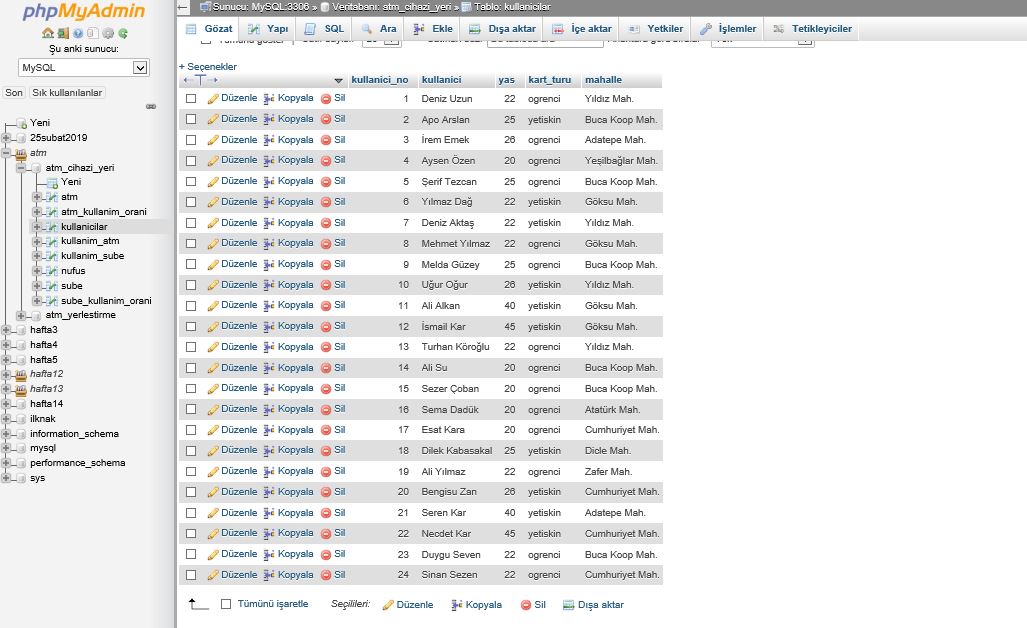 phpMyAdmin
Şu anki sunucu:
MySQL
Son Sık kullanılanlar
Yeni
25subat2019
atm
atm_cihazi_yeri
Yeni
atm
atm_kullanim_orani
kullanicilar
kullanim_atm
kullanim_sube
nufus
sube
sube_kullanim_orani
atm_yerlestirme
hafta3
hafta4
hafta5
hafta12
hafta13
hafta14
ilknak
information_schema
mysql
performance_schema
sys
Sunucu: MySQL:3306 » Veritabanı: atm_cihazi_yeri » Tablo: kullanicilar
Gözat Yapı SQL Ara Ekle Dışa aktar İçe aktar Yetkiler İşlemler Tetikleyiciler
+ Seçenekler
kullanici_no kullanici yas kart_turu mahalle
Düzenle Kopyala Sil 1 Deniz Uzun 22 ogrenci Yıldız Mah.
Düzenle Kopyala Sil 2 Apo Arslan 25 yetiskin Buca Koop Mah.
Düzenle Kopyala Sil 3 İrem Emek 26 ogrenci Adatepe Mah.
Düzenle Kopyala Sil 4 Aysen Özen 20 ogrenci Yeşilbağlar Mah.
Düzenle Kopyala Sil 5 Şerif Tezcan 25 ogrenci Buca Koop Mah.
Düzenle Kopyala Sil 6 Yılmaz Dağ 22 yetiskin Göksu Mah.
Düzenle Kopyala Sil 7 Deniz Aktaş 22 yetiskin Yıldız Mah.
Düzenle Kopyala Sil 8 Mehmet Yılmaz 22 ogrenci Göksu Mah.
Düzenle Kopyala Sil 9 Melda Güzey 25 ogrenci Buca Koop Mah.
Düzenle Kopyala Sil 10 Uğur Oğur 26 yetiskin Yıldız Mah.
Düzenle Kopyala Sil 11 Ali Alkan 40 yetiskin Göksu Mah.
Düzenle Kopyala Sil 12 İsmail Kar 45 yetiskin Göksu Mah.
Düzenle Kopyala Sil 13 Turhan Köroğlu 22 ogrenci Yıldız Mah.
Düzenle Kopyala Sil 14 Ali Su 20 ogrenci Buca Koop Mah.
Düzenle Kopyala Sil 15 Sezer Çoban 20 ogrenci Buca Koop Mah.
Düzenle Kopyala Sil 16 Sema Dadük 20 ogrenci Atatürk Mah.
Düzenle Kopyala Sil 17 Esat Kara 20 ogrenci Cumhuriyet Mah.
Düzenle Kopyala Sil 18 Dilek Kabasakal 25 yetiskin Dicle Mah.
Düzenle Kopyala Sil 19 Ali Yılmaz 22 ogrenci Zafer Mah.
Düzenle Kopyala Sil 20 Bengisu Zan 26 yetiskin Cumhuriyet Mah.
Düzenle Kopyala Sil 21 Seren Kar 40 yetiskin Adatepe Mah.
Düzenle Kopyala Sil 22 Necdet Kar 45 yetiskin Cumhuriyet Mah.
Düzenle Kopyala Sil 23 Duygu Seven 22 ogrenci Buca Koop Mah.
Düzenle Kopyala Sil 24 Sinan Sezen 22 ogrenci Cumhuriyet Mah.
Tümünü işaretle Seçilileri: Düzenle Kopyala Sil Dışa aktar